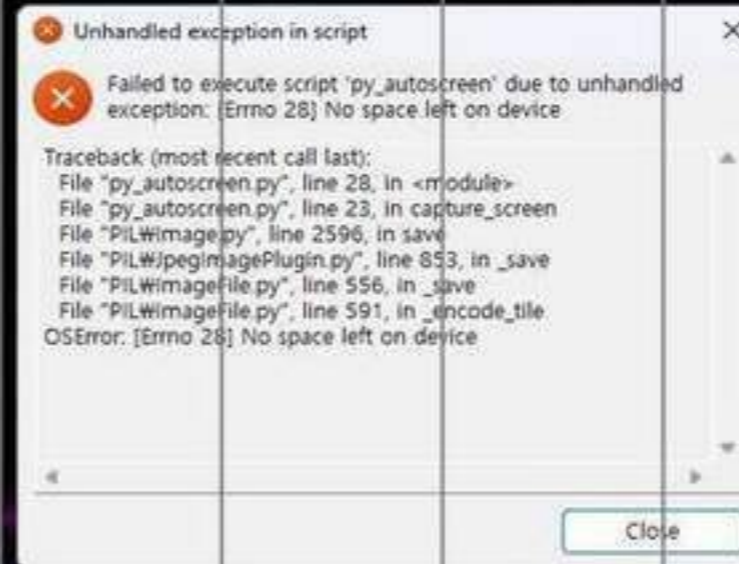 Unhandled exception in script
Failed to execute script 'py_autoscreen' due to unhandled
exception: [Errno 28] No space left on device
Traceback (most recent call last):
File "py_autoscreen.py", line 28, in <module>
File "py_autoscreen.py", line 23, in capture_screen
File "PIL₩Image.py", line 2596, in save
File "PIL₩JpegImagePlugin.py", line 853, in _save
File "PIL₩ImageFile.py", line 556, in _save
File "PIL₩ImageFile.py", line 591, in _encode_tile
OSError: [Errno 28] No space left on device
Close